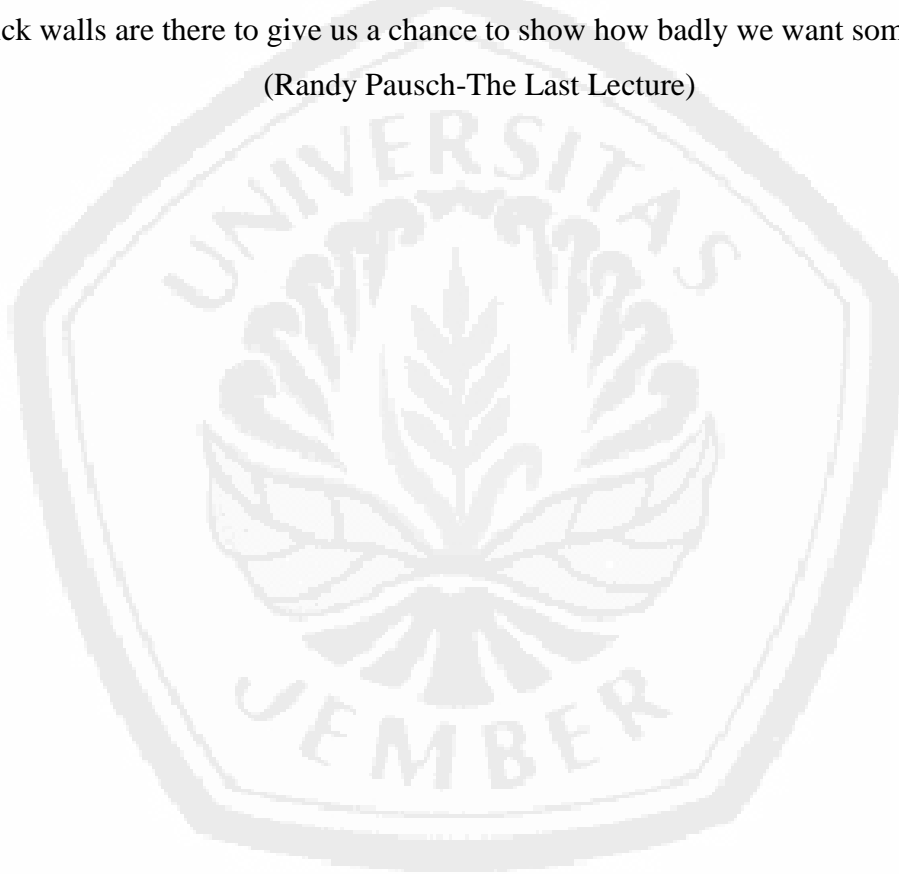 ck walls are there to give us a chance to show how badly we want som
(Randy Pausch-The Last Lecture)
UNIVERSITAS
JEMBER